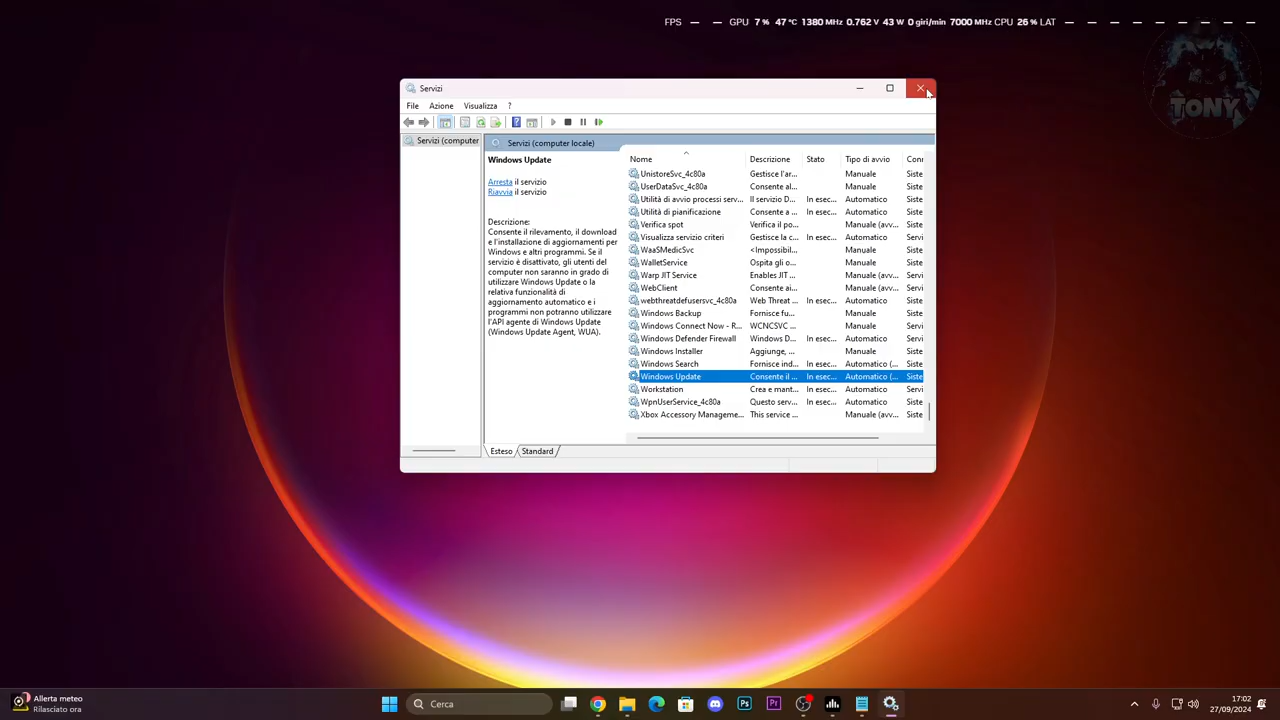 FPS — — GPU 7 % 47 °C 1380 MHz 0.762 V 43 W 0 giri/min 7000 MHz CPU 26 % LAT — — — — — — —
TONY
Servizi
File Azione Visualizza ?
Servizi (computer
Servizi (computer locale)
Windows Update
Arresta il servizio
Riavvia il servizio
Descrizione:
Consente il rilevamento, il download
e l'installazione di aggiornamenti per
Windows e altri programmi. Se il
servizio è disattivato, gli utenti del
computer non saranno in grado di
utilizzare Windows Update o la
relativa funzionalità di
aggiornamento automatico e i
programmi non potranno utilizzare
l'API agente di Windows Update
(Windows Update Agent, WUA).
Nome Descrizione Stato Tipo di avvio Conn
UnistoreSvc_4c80a Gestisce l'ar... Manuale Siste
UserDataSvc_4c80a Consente al... Manuale Siste
Utilità di avvio processi serv... Il servizio D... In esec... Automatico Siste
Utilità di pianificazione Consente a ... In esec... Automatico Siste
Verifica spot Verifica il po... Manuale (avv... Siste
Visualizza servizio criteri Gestisce la c... In esec... Automatico Servi
WaaSMedicSvc <Impossibil... Manuale Siste
WalletService Ospita gli o... Manuale Siste
Warp JIT Service Enables JIT ... Manuale (avv... Servi
WebClient Consente ai... Manuale (avv... Servi
webthreatdefusersvc_4c80a Web Threat ... In esec... Automatico Siste
Windows Backup Fornisce fu... Manuale Siste
Windows Connect Now - R... WCNCSVC ... Manuale Servi
Windows Defender Firewall Windows D... In esec... Automatico Servi
Windows Installer Aggiunge, ... Manuale Siste
Windows Search Fornisce ind... In esec... Automatico (... Siste
Windows Update Consente il ... In esec... Automatico (... Siste
Workstation Crea e mant... In esec... Automatico Servi
WpnUserService_4c80a Questo serv... In esec... Automatico Siste
Xbox Accessory Manageme... This service ... Manuale (avv... Siste
Esteso Standard
Allerta meteo
Rilasciato ora
Cerca
Ps
Pr
17:02
27/09/2024